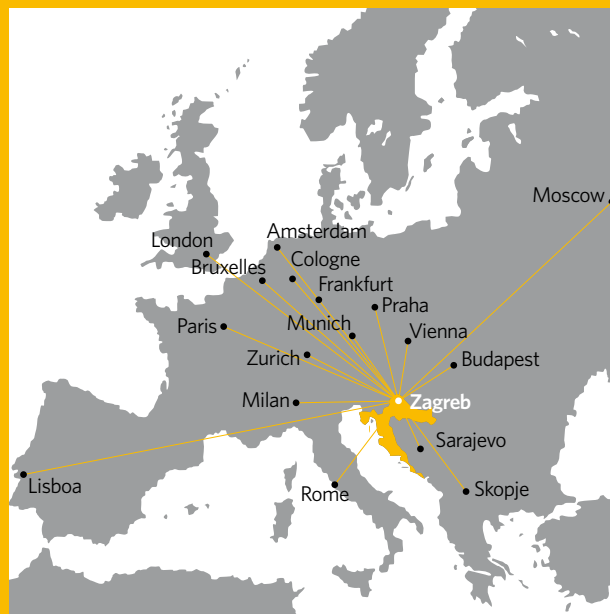 Moscow
Amsterdam
London
Cologne
Bruxelles
Frankfurt
Praha
Paris
Munich
Vienna
Zurich
Budapest
Milan
Zagreb
Sarajevo
Lisboa
Rome
Skopje